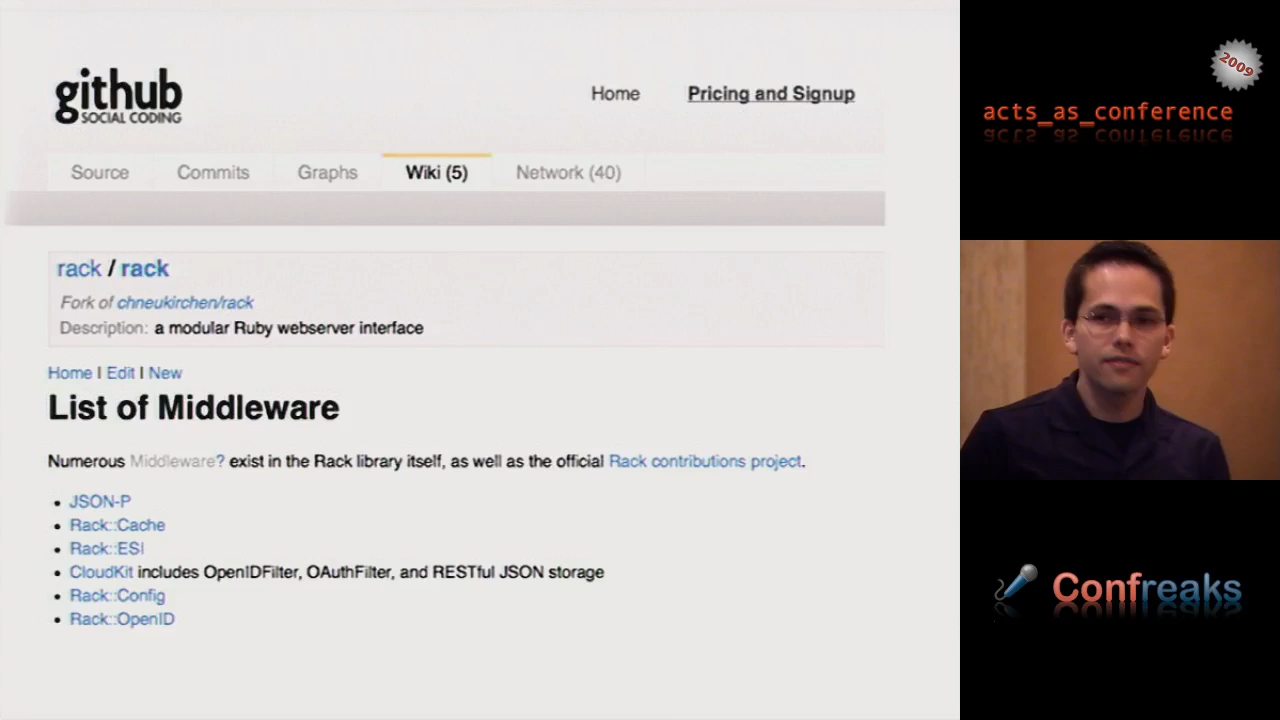 github
SOCIAL CODING
Home
Pricing and Signup
Source
Commits
Graphs
Wiki (5)
Network (40)
rack / rack
Fork of chneukirchen/rack
Description: a modular Ruby webserver interface
Home | Edit | New
List of Middleware
Numerous Middleware? exist in the Rack library itself, as well as the official Rack contributions project.
• JSON-P
• Rack::Cache
• Rack::ESI
• CloudKit includes OpenIDFilter, OAuthFilter, and RESTful JSON storage
• Rack::Config
• Rack::OpenID
2009
acts_as_conference
Confreaks